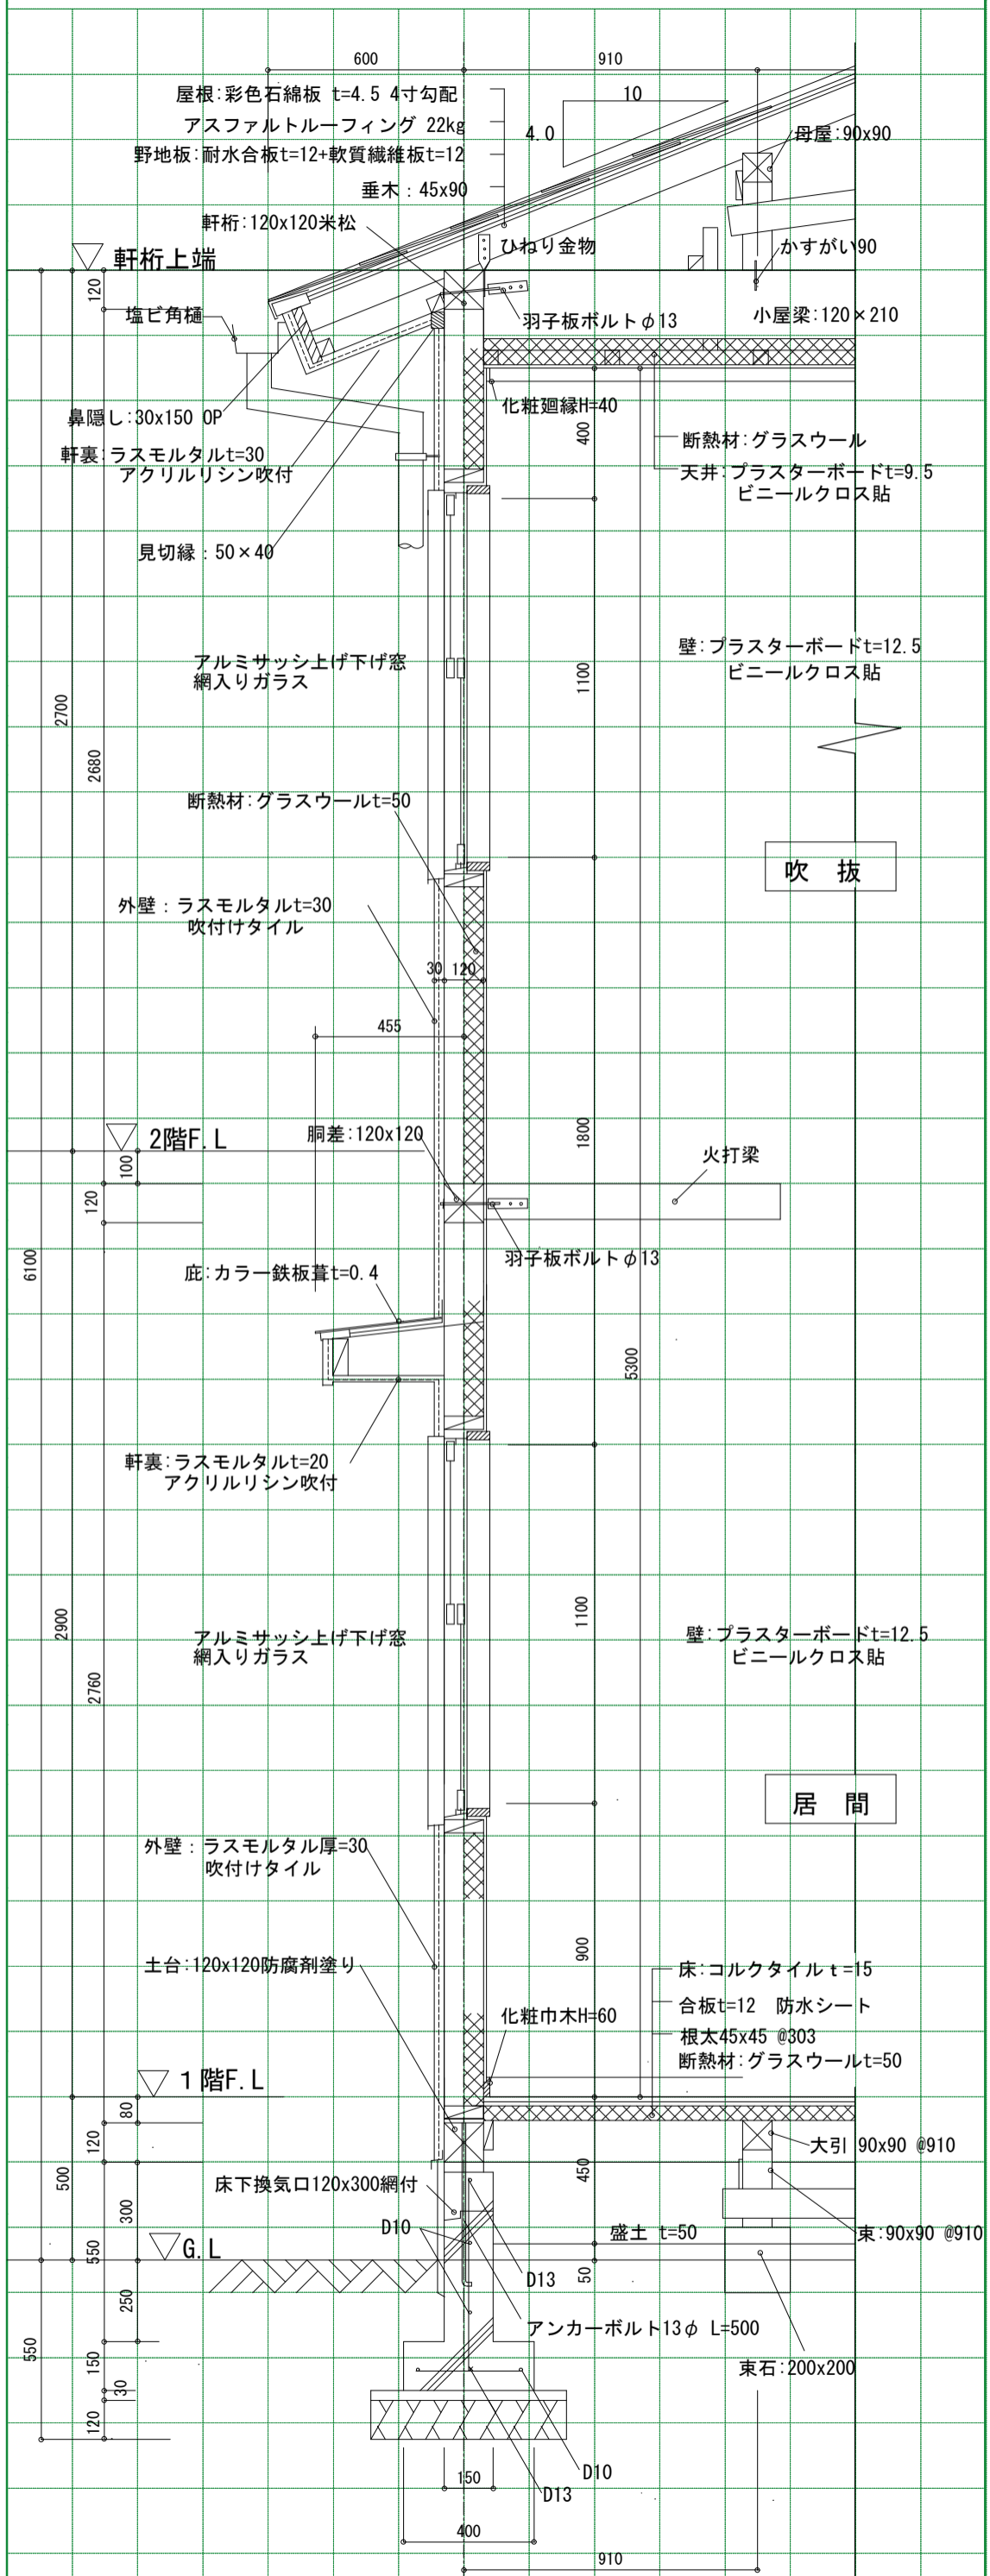 600
910
屋根:彩色石綿板 t=4.5 4寸勾配
10
アスファルトルーフィング 22kg
4.0
母屋:90x90
野地板:耐水合板t=12+軟質繊維板t=12
垂木：45x90
軒桁:120x120米松
ひねり金物
かすがい90
軒桁上端
120
塩ビ角樋
羽子板ボルトφ13
小屋梁:120×210
化粧廻縁H=40
鼻隠し:30x150 OP
400
断熱材:グラスウール
軒裏:ラスモルタルt=30
アクリルリシン吹付
天井:プラスターボードt=9.5
ビニールクロス貼
見切縁：50×40
アルミサッシ上げ下げ窓
網入りガラス
壁:プラスターボードt=12.5
ビニールクロス貼
1100
2700
2680
断熱材:グラスウールt=50
吹 抜
外壁：ラスモルタルt=30
吹付けタイル
30 120
455
2階F.L
胴差:120x120
1800
火打梁
100
120
6100
羽子板ボルトφ13
庇:カラー鉄板葺t=0.4
5300
軒裏:ラスモルタルt=20
アクリルリシン吹付
2900
アルミサッシ上げ下げ窓
網入りガラス
1100
壁:プラスターボードt=12.5
ビニールクロス貼
2760
居 間
外壁：ラスモルタル厚=30
吹付けタイル
900
土台:120x120防腐剤塗り
床:コルクタイルｔ=15
化粧巾木H=60
合板t=12 防水シート
根太45x45 @303
断熱材:グラスウールt=50
1階F.L
80
120
大引 90x90 @910
500
床下換気口120x300網付
450
300
D10
盛土 t=50
束:90x90 @910
G.L
550
D13
50
250
アンカーボルト13φ L=500
550
150
束石:200x200
30
120
150
D10
D13
400
910